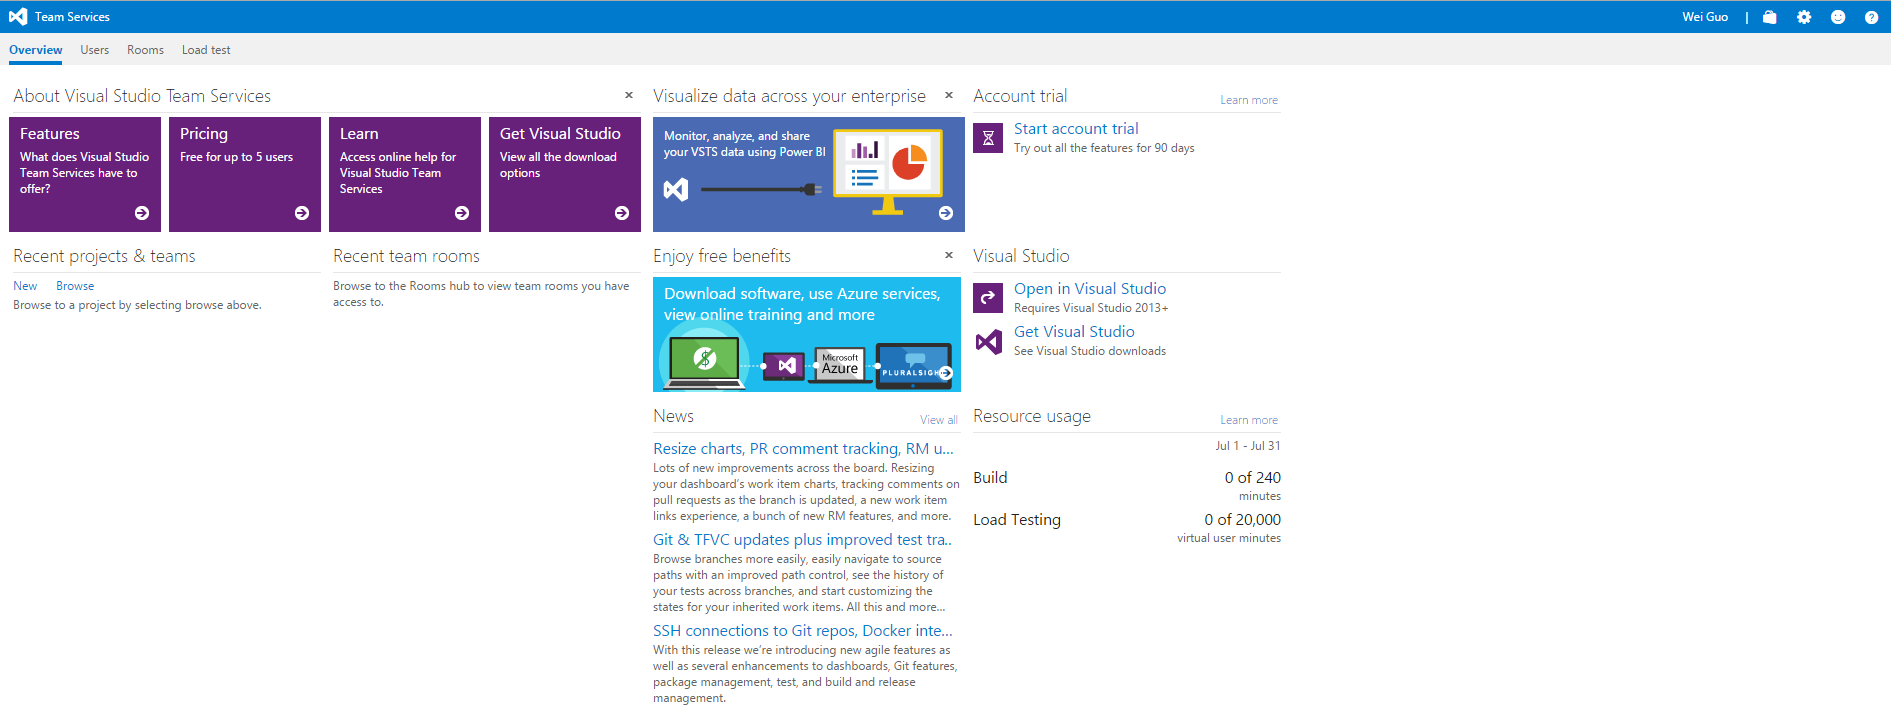 Team Services
Wei Guo
Overview Users Rooms Load test
About Visual Studio Team Services
Features
What does Visual Studio
Team Services have to
offer?
Pricing
Free for up to 5 users
Learn
Access online help for
Visual Studio Team
Services
Get Visual Studio
View all the download
options
Visualize data across your enterprise
Monitor, analyze, and share
your VSTS data using Power BI
Account trial
Learn more
Start account trial
Try out all the features for 90 days
Recent projects & teams
New Browse
Browse to a project by selecting browse above.
Recent team rooms
Browse to the Rooms hub to view team rooms you have
access to.
Enjoy free benefits
Download software, use Azure services,
view online training and more
Microsoft
Azure
PLURALSIGHT
Visual Studio
Open in Visual Studio
Requires Visual Studio 2013+
Get Visual Studio
See Visual Studio downloads
News
View all
Resize charts, PR comment tracking, RM u...
Lots of new improvements across the board. Resizing
your dashboard's work item charts, tracking comments on
pull requests as the branch is updated, a new work item
links experience, a bunch of new RM features, and more.
Git & TFVC updates plus improved test tra..
Browse branches more easily, easily navigate to source
paths with an improved path control, see the history of
your tests across branches, and start customizing the
states for your inherited work items. All this and more...
SSH connections to Git repos, Docker inte...
With this release we're introducing new agile features as
well as several enhancements to dashboards, Git features,
package management, test, and build and release
management.
Resource usage
Learn more
Jul 1 - Jul 31
Build
0 of 240
minutes
Load Testing
0 of 20,000
virtual user minutes